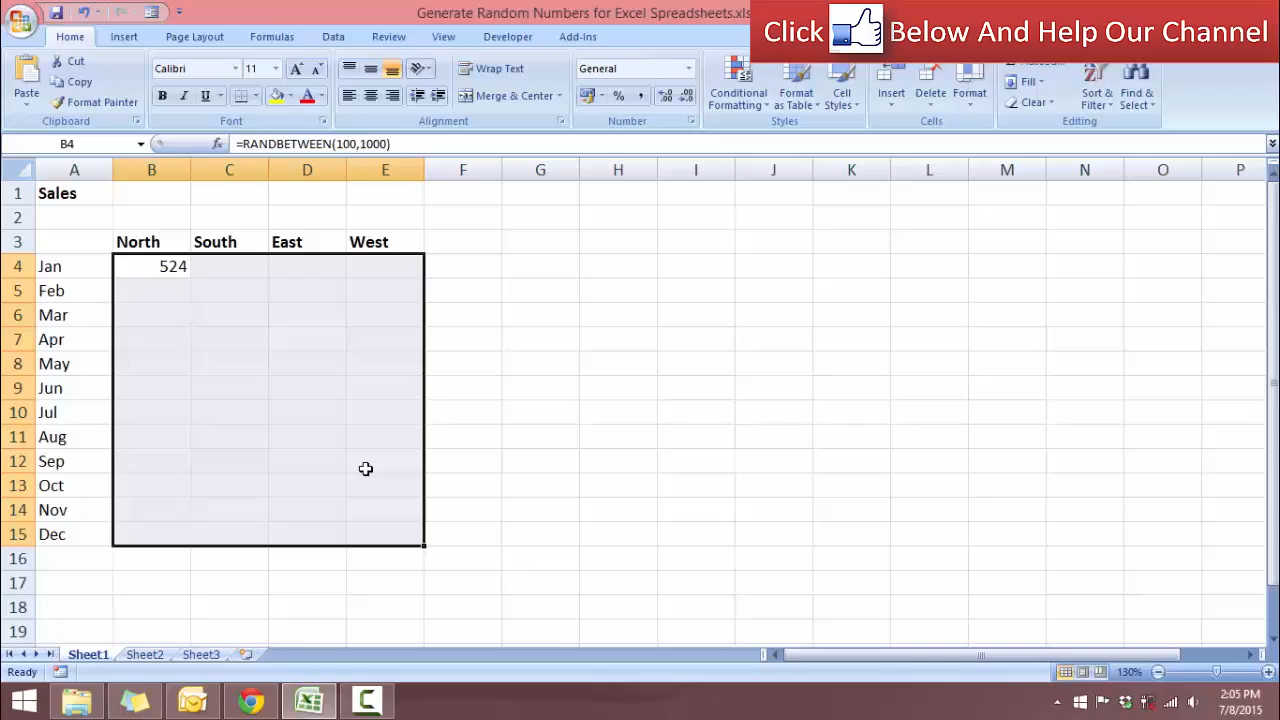 Generate Random Numbers for Excel Spreadsheets.xls
Click Below And Help Our Channel
Home Insert Page Layout Formulas Data Review View Developer Add-Ins
Paste
Cut
Copy
Format Painter
Clipboard
Calibri 11
B I U
Font
Wrap Text
Merge & Center
Alignment
General
Number
Conditional Formatting
Format as Table
Cell Styles
Styles
Insert Delete Format
Cells
Fill
Clear
Sort & Filter
Find & Select
Editing
B4 fx =RANDBETWEEN(100,1000)
A B C D E F G H I J K L M N O P
1 Sales
2
3 North South East West
4 Jan 524
5 Feb
6 Mar
7 Apr
8 May
9 Jun
10 Jul
11 Aug
12 Sep
13 Oct
14 Nov
15 Dec
16
17
18
19
Sheet1 Sheet2 Sheet3
Ready 130%
2:05 PM
7/8/2015